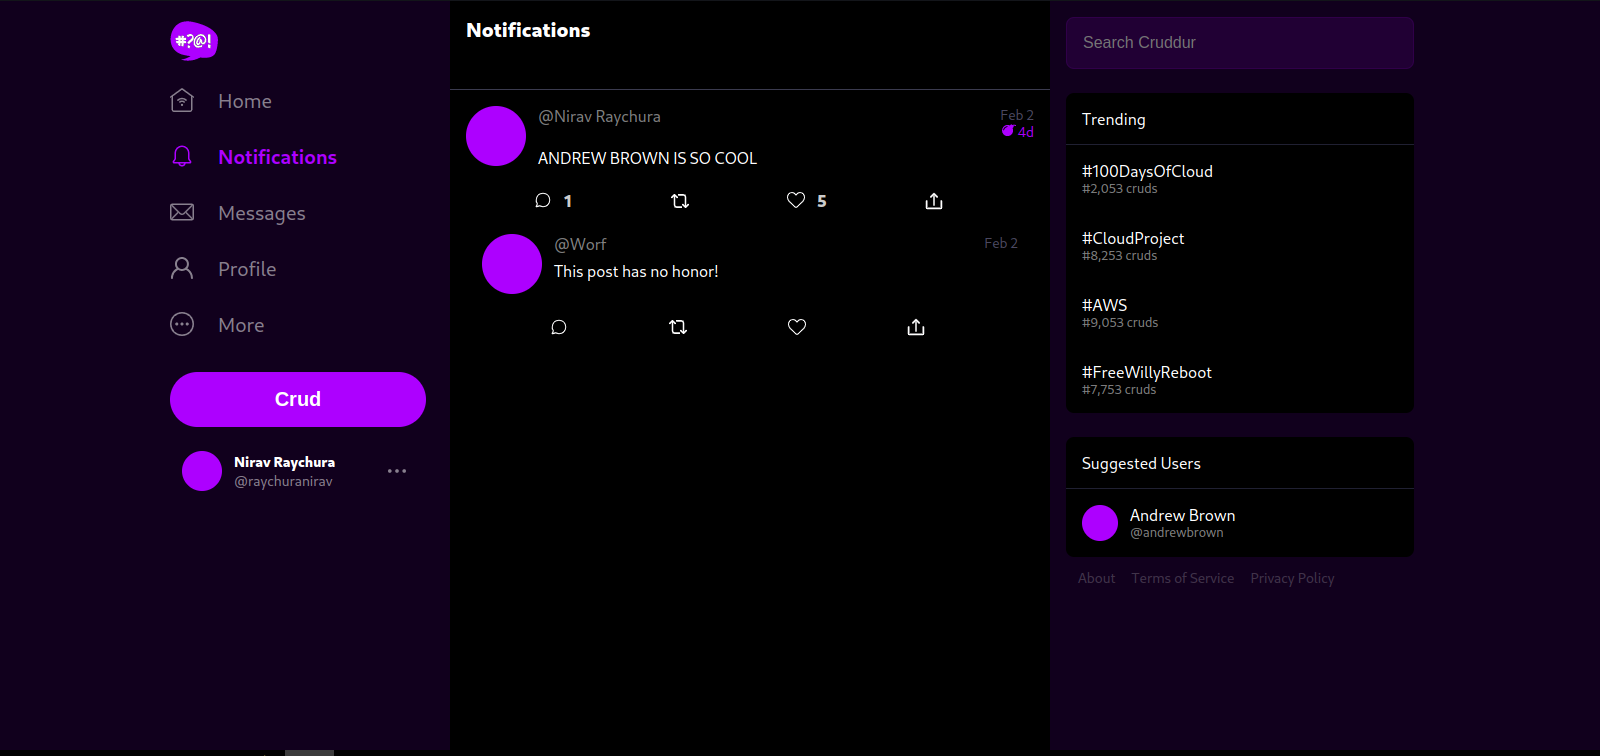 #?@!
Home
Notifications
Messages
Profile
More
Crud
Nirav Raychura
@raychuranirav
Notifications
@Nirav Raychura
Feb 2
4d
ANDREW BROWN IS SO COOL
1
5
@Worf
Feb 2
This post has no honor!
Search Cruddur
Trending
#100DaysOfCloud
#2,053 cruds
#CloudProject
#8,253 cruds
#AWS
#9,053 cruds
#FreeWillyReboot
#7,753 cruds
Suggested Users
Andrew Brown
@andrewbrown
About Terms of Service Privacy Policy